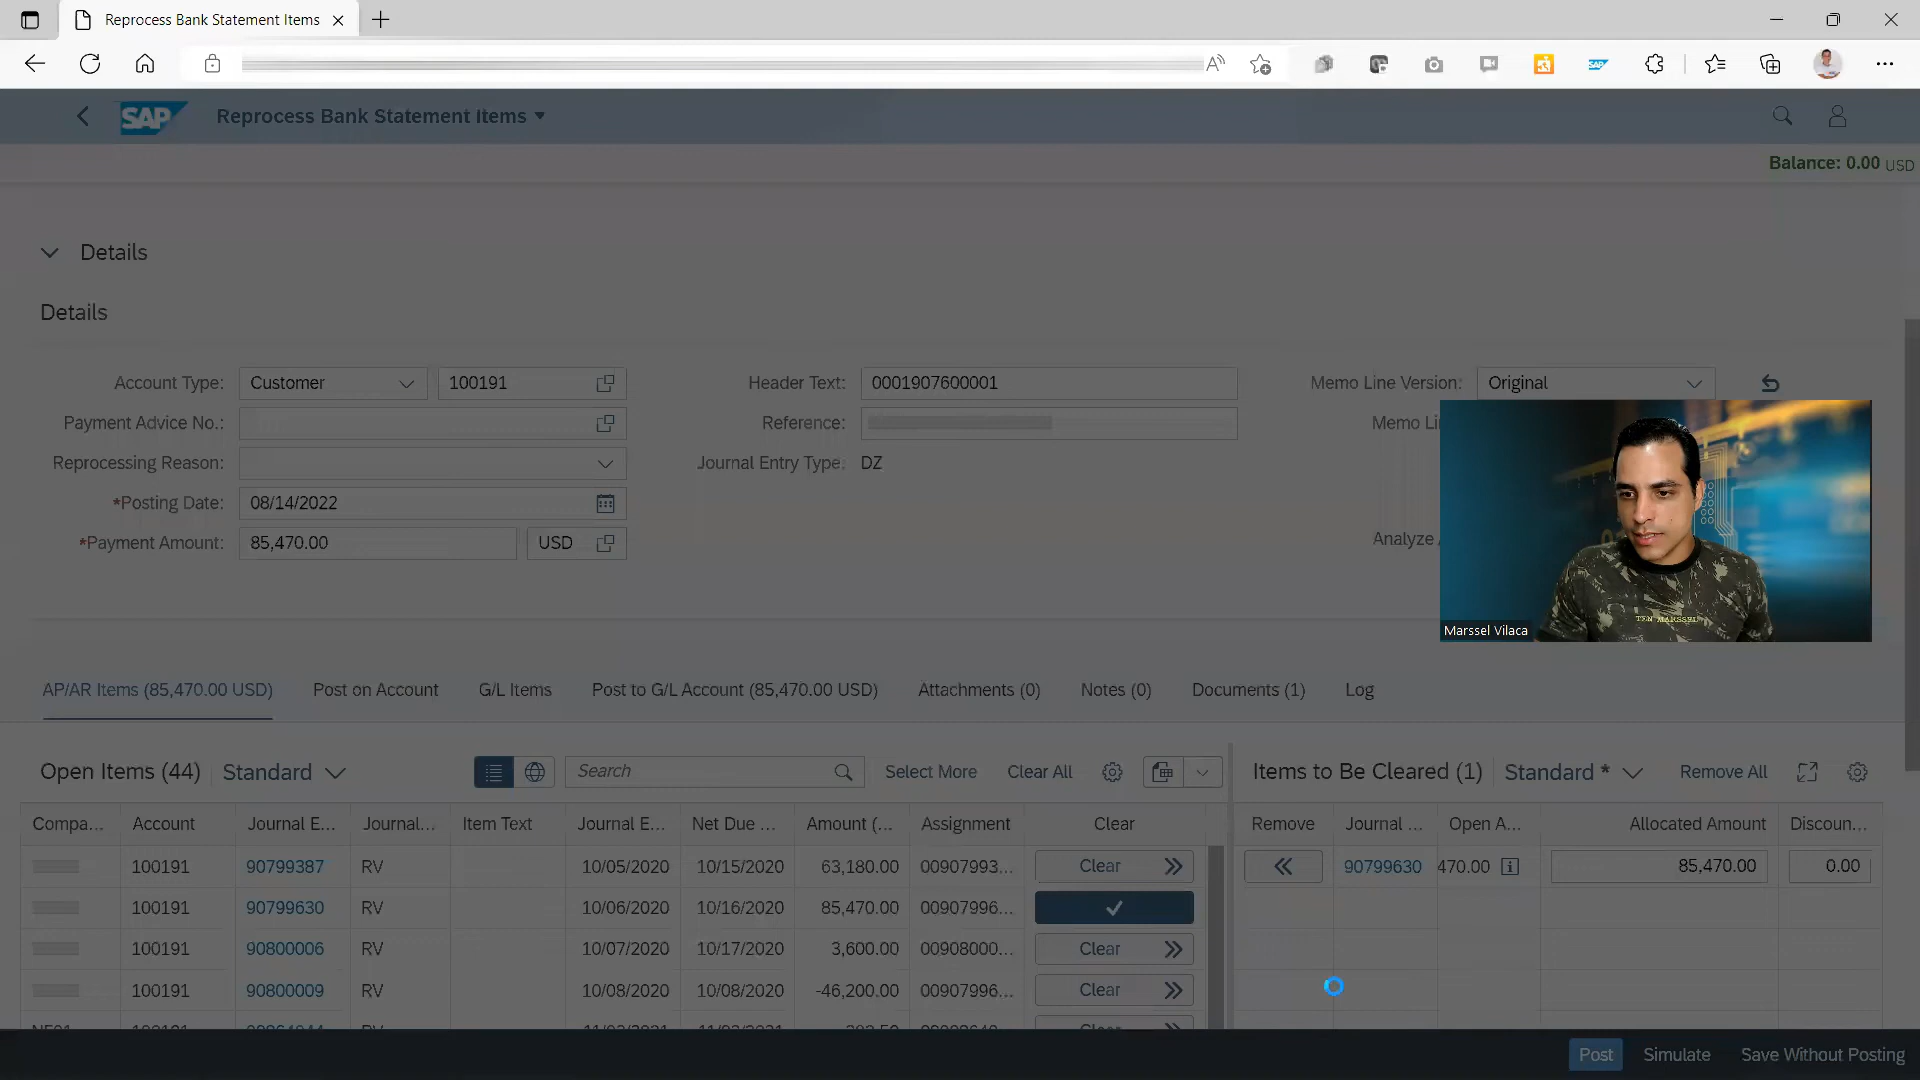 Reprocess Bank Statement Items
SAP
SAP Reprocess Bank Statement Items
Balance: 0.00 USD
Details
Details
Account Type: Customer 100191 Header Text: 0001907600001 Memo Line Version: Original
Payment Advice No.: Reference: Memo Li
Reprocessing Reason: Journal Entry Type: DZ
*Posting Date: 08/14/2022
*Payment Amount: 85,470.00 USD Analyze
TEN MARSSEL
Marssel Vilaca
AP/AR Items (85,470.00 USD) Post on Account G/L Items Post to G/L Account (85,470.00 USD) Attachments (0) Notes (0) Documents (1) Log
Open Items (44) Standard Search Select More Clear All Items to Be Cleared (1) Standard * Remove All
Compa... Account Journal E... Journal... Item Text Journal E... Net Due ... Amount (... Assignment Clear Remove Journal ... Open A... Allocated Amount Discoun...
100191 90799387 RV 10/05/2020 10/15/2020 63,180.00 00907993... Clear 90799630 470.00 85,470.00 0.00
100191 90799630 RV 10/06/2020 10/16/2020 85,470.00 00907996...
100191 90800006 RV 10/07/2020 10/17/2020 3,600.00 00908000... Clear
100191 90800009 RV 10/08/2020 10/08/2020 -46,200.00 00907996... Clear
Post Simulate Save Without Posting